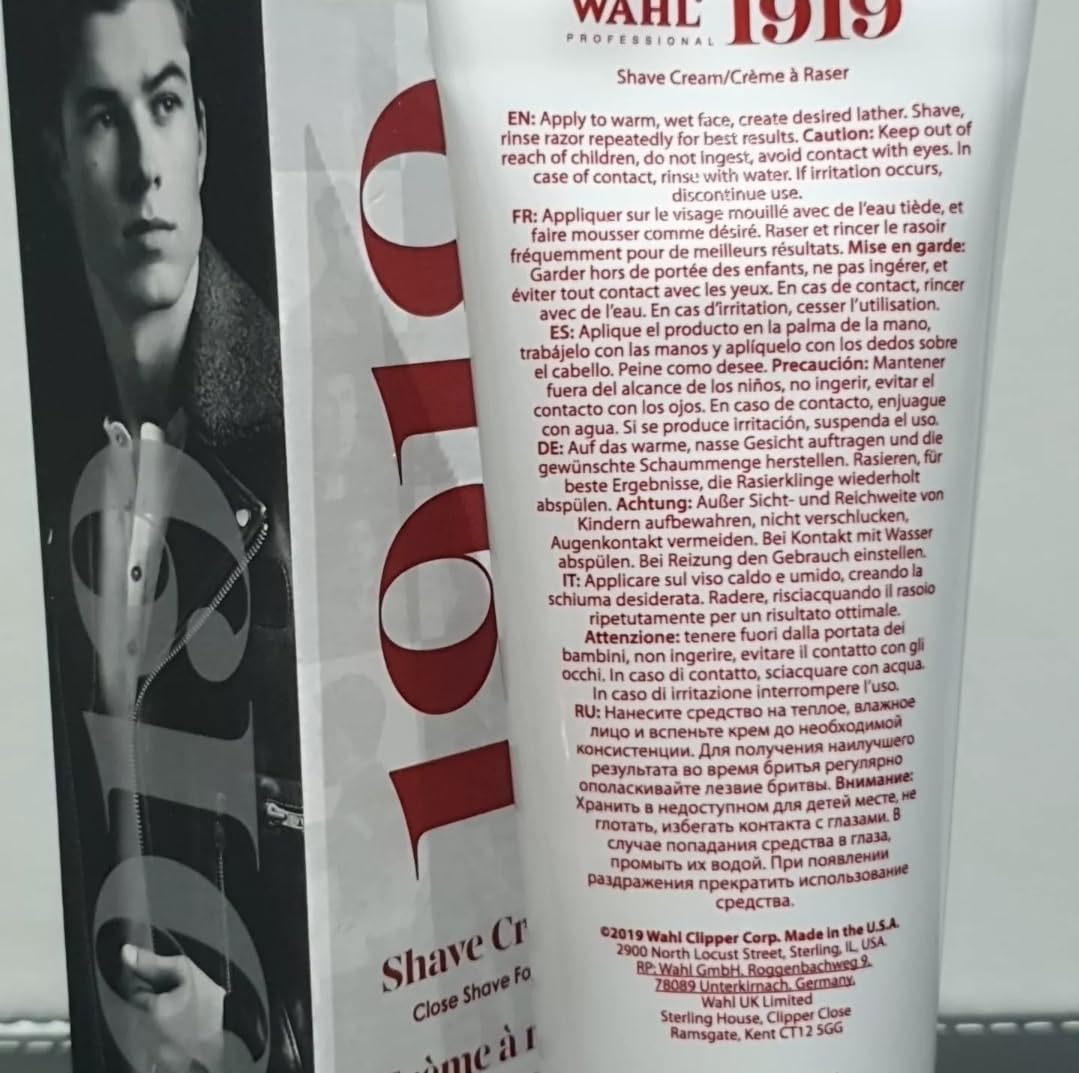 WAHL 1919
PROFESSIONAL
Shave Cream/Crème à Raser
EN: Apply to warm, wet face, create desired lather. Shave,
rinse razor repeatedly for best results. Caution: Keep out of
reach of children, do not ingest, avoid contact with eyes. In
case of contact, rinse with water. If irritation occurs,
discontinue use.
FR: Appliquer sur le visage mouillé avec de l'eau tiède, et
faire mousser comme désiré. Raser et rincer le rasoir
fréquemment pour de meilleurs résultats. Mise en garde:
Garder hors de portée des enfants, ne pas ingérer, et
éviter tout contact avec les yeux. En cas de contact, rincer
avec de l'eau. En cas d'irritation, cesser l'utilisation.
ES: Aplique el producto en la palma de la mano,
trabájelo con las manos y aplíquelo con los dedos sobre
el cabello. Peine como desee. Precaución: Mantener
fuera del alcance de los niños, no ingerir, evitar el
contacto con los ojos. En caso de contacto, enjuague
con agua. Si se produce irritación, suspenda el uso.
DE: Auf das warme, nasse Gesicht auftragen und die
gewünschte Schaummenge herstellen. Rasieren, für
beste Ergebnisse, die Rasierklinge wiederholt
abspülen. Achtung: Außer Sicht- und Reichweite von
Kindern aufbewahren, nicht verschlucken,
Augenkontakt vermeiden. Bei Kontakt mit Wasser
abspülen. Bei Reizung den Gebrauch einstellen.
IT: Applicare sul viso caldo e umido, creando la
schiuma desiderata. Radere, risciacquando il rasoio
ripetutamente per un risultato ottimale.
Attenzione: tenere fuori dalla portata dei
bambini, non ingerire, evitare il contatto con gli
occhi. In caso di contatto, sciacquare con acqua.
In caso di irritazione interrompere l'uso.
RU: Нанесите средство на теплое, влажное
лицо и вспеньте крем до необходимой
консистенции. Для получения наилучшего
результата во время бритья регулярно
ополаскивайте лезвие бритвы. Внимание:
Хранить в недоступном для детей месте, не
глотать, избегать контакта с глазами. В
случае попадания средства в глаза,
промыть их водой. При появлении
раздражения прекратить использование
средства.
©2019 Wahl Clipper Corp. Made in the U.S.A.
2900 North Locust Street, Sterling, IL, USA
RP: Wahl GmbH, Roggenbachweg 9,
78089 Unterkirnach, Germany,
Wahl UK Limited
Sterling House, Clipper Close
Ramsgate, Kent CT12 5GG
1919
1919
Shave Cr
Close Shave Fo
ème à r